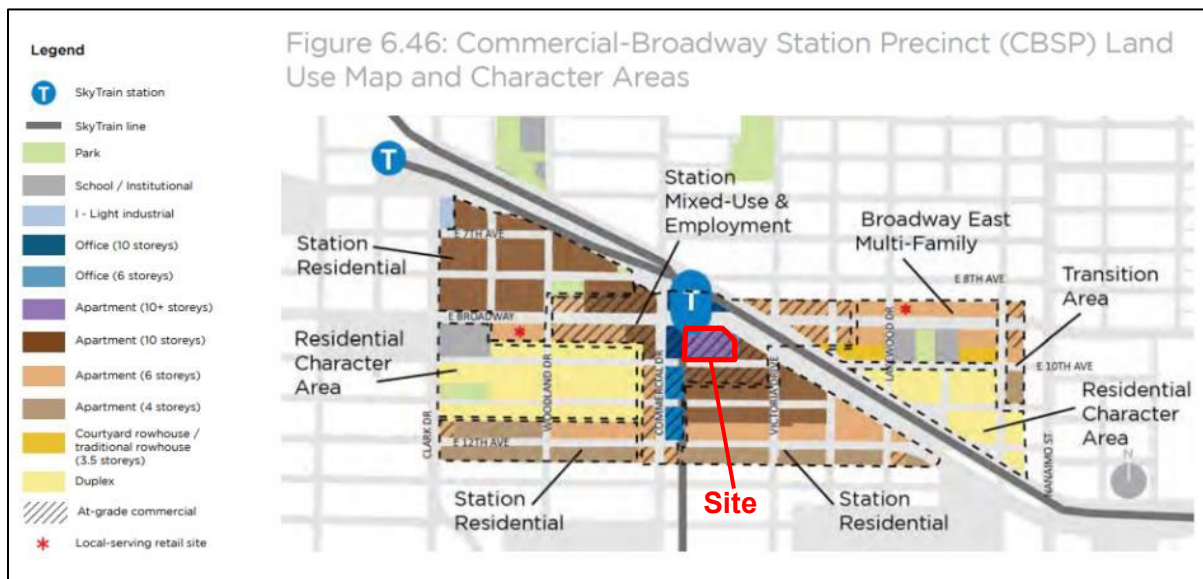 Figure 6.46: Commercial-Broadway Station Precinct (CBSP) Land
Use Map and Character Areas
Legend
T
SkyTrain station
SkyTrain line
Park
School / Institutional
I - Light industrial
Office (10 storeys)
Office (6 storeys)
Apartment (10+ storeys)
Apartment (10 storeys)
Apartment (6 storeys)
Apartment (4 storeys)
Courtyard rowhouse /
traditional rowhouse
(3.5 storeys)
Duplex
At-grade commercial
Local-serving retail site
T
Station
Mixed-Use &
Employment
Broadway East
Multi-Family
E 7TH AVE
Station
Residential
E 8TH AVE
Transition
Area
T
E BROADWAY
Residential
Character
Area
LAKEWOOD DR
E 10TH AVE
Residential
Character
Area
CLARK DR
WOODLAND DR
COMMERCIAL DR
VICTORIA DRIVE
E 12TH AVE
NANAIMO ST
N
Station
Residential
Site
Station
Residential